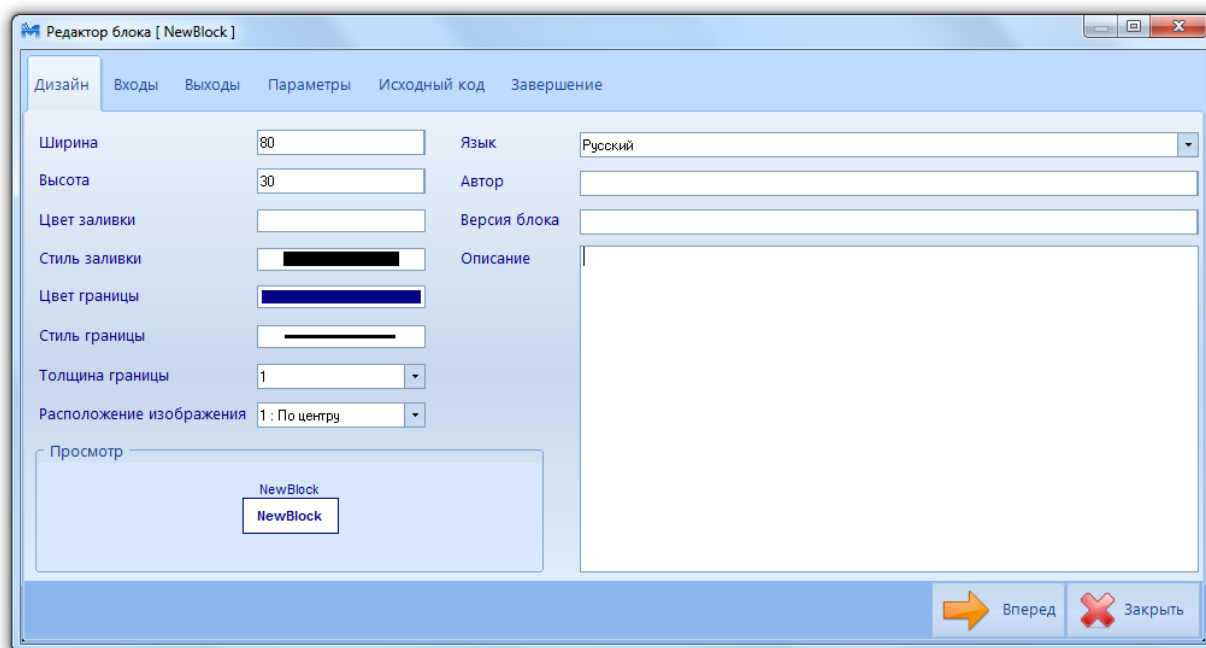 Редактор блока [ NewBlock ]
Дизайн Входы Выходы Параметры Исходный код Завершение
Ширина 80 Язык Русский
Высота 30 Автор
Цвет заливки Версия блока
Стиль заливки Описание
Цвет границы
Стиль границы
Толщина границы 1
Расположение изображения 1 : По центру
Просмотр
NewBlock
NewBlock
Вперед Закрыть